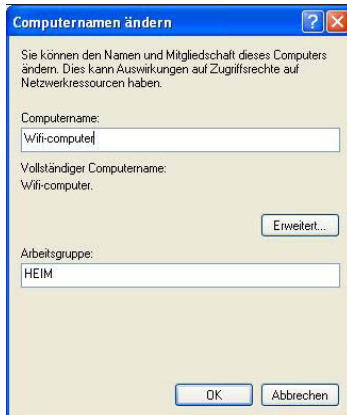 Computernamen ändern
Sie können den Namen und Mitgliedschaft dieses Computers
ändern. Dies kann Auswirkungen auf Zugriffsrechte auf
Netzwerkressourcen haben.
Computername:
Wifi-computer
Vollständiger Computername:
Wifi-computer.
Erweitert...
Arbeitsgruppe:
HEIM
OK
Abbrechen